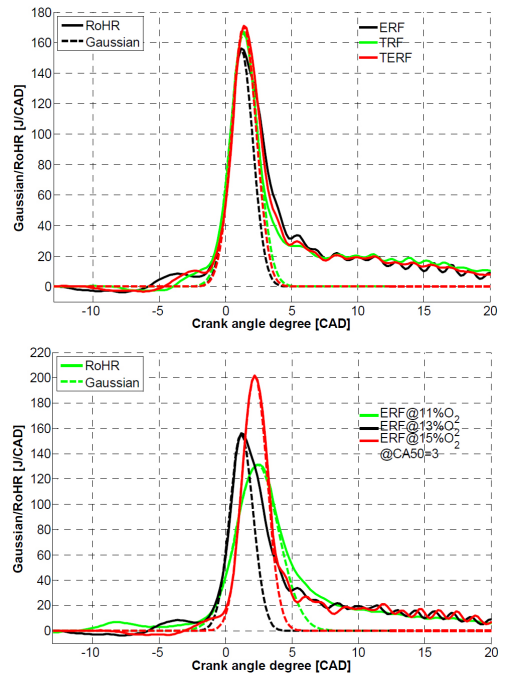 180
160
140
120
100
80
60
40
20
0
Gaussian/RoHR [J/CAD]
RoHR
Gaussian
ERF
TRF
TERF
-10 -5 0 5 10 15 20
Crank angle degree [CAD]
220
200
180
160
140
120
100
80
60
40
20
0
Gaussian/RoHR [J/CAD]
RoHR
Gaussian
ERF@11%O2
ERF@13%O2
ERF@15%O2
@CA50=3
-10 -5 0 5 10 15 20
Crank angle degree [CAD]